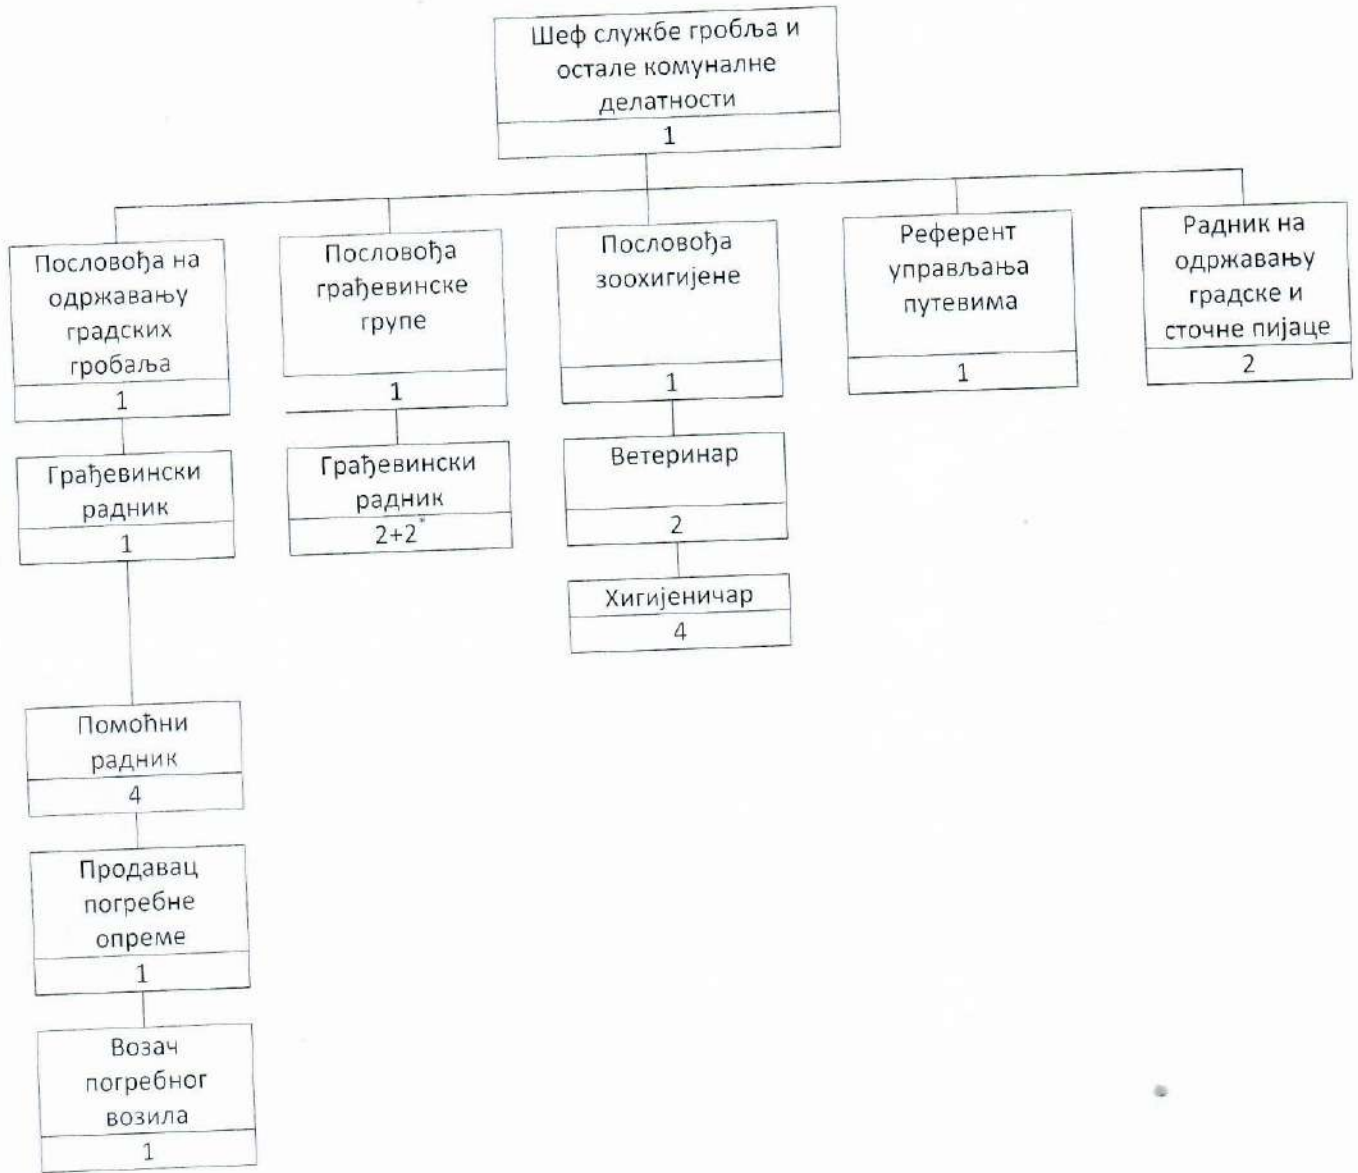 Шеф службе гробља и
остале комуналне
делатности
1
Пословођа на
одржавању
градских
гробаља
1
Грађевински
радник
1
Помоћни
радник
4
Продавац
погребне
опреме
1
Возач
погребног
возила
1
Пословођа
грађевинске
групе
1
Грађевински
радник
2+2*
Пословођа
зоохигијене
1
Ветеринар
2
Хигијеничар
4
Референт
управљања
путевима
1
Радник на
одржавању
градске и
сточне пијаце
2